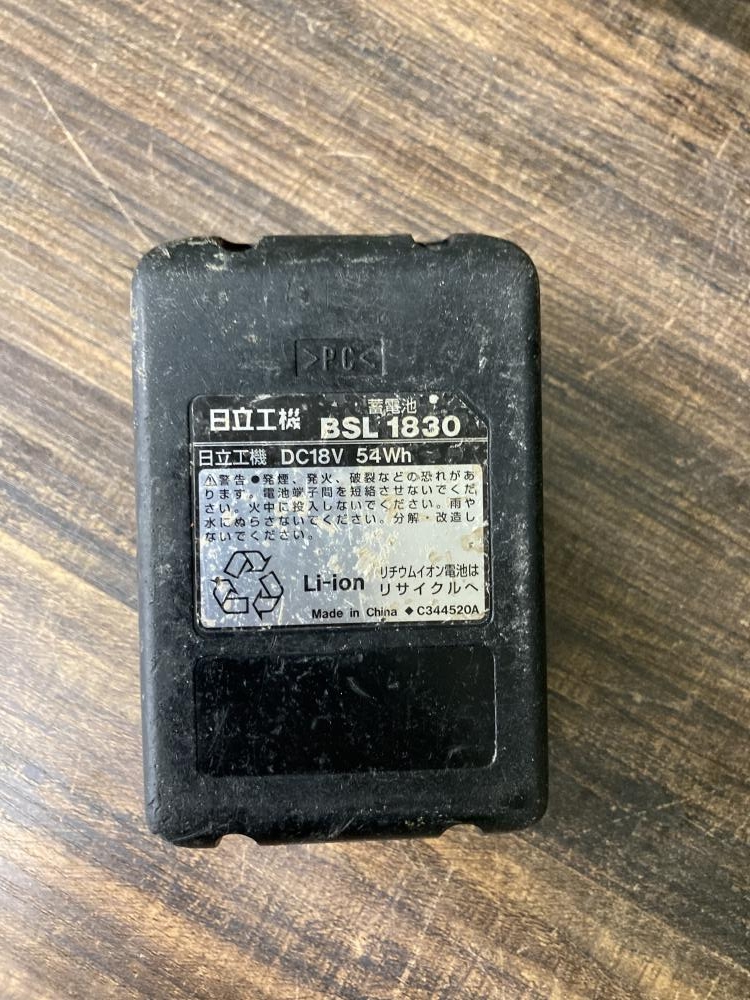 >PC<
蓄電池
日立工機 BSL 1830
日立工機 DC18V 54Wh
⚠警告 ●発煙、発火、破裂などの恐れがあ
ります。電池端子間を短絡させないでくだ
さい。火中に投入しないでください。雨や
水にぬらさないでください。分解・改造し
ないでください。
Li-ion リチウムイオン電池は
リサイクルへ
Made in China ◆C344520A